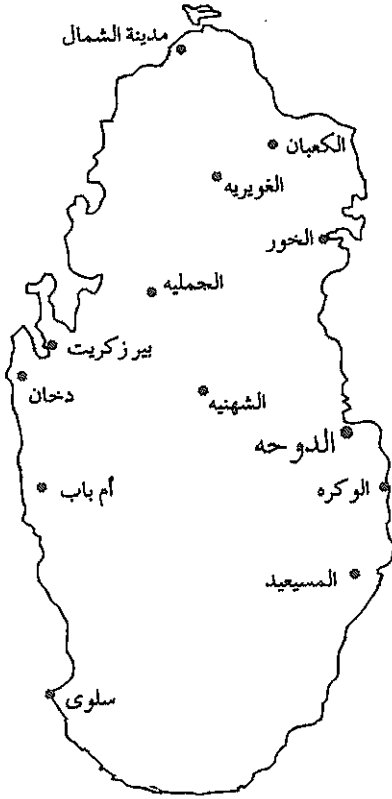 مدينة الشمال
الكعبان
الغويريه
الخور
الجمليه
بير زكريت
دخان
الشهنيه
الدوحه
أم باب
الوكره
المسيعيد
سلوى